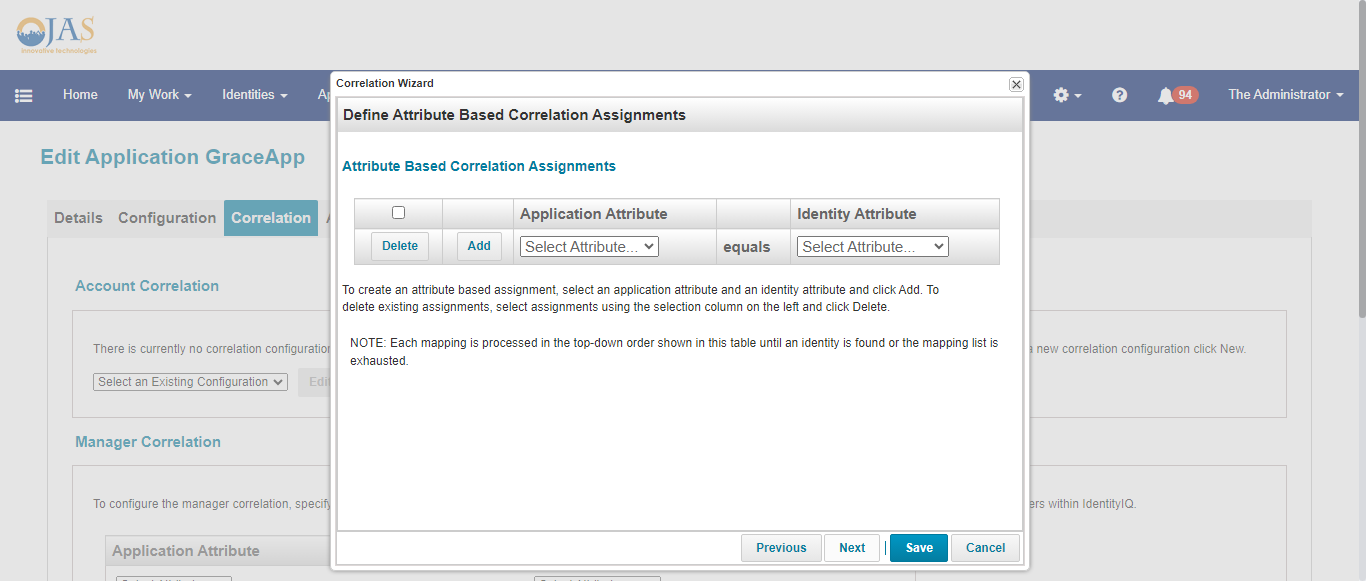 JAS
innovative technologies
Home
My Work
Identities
Ap
94
The Administrator
Correlation Wizard
Define Attribute Based Correlation Assignments
Attribute Based Correlation Assignments
Application Attribute
Identity Attribute
Delete
Add
Select Attribute...
equals
Select Attribute...
To create an attribute based assignment, select an application attribute and an identity attribute and click Add. To
delete existing assignments, select assignments using the selection column on the left and click Delete.
NOTE: Each mapping is processed in the top-down order shown in this table until an identity is found or the mapping list is
exhausted.
Previous
Next
Save
Cancel
Edit Application GraceApp
Details
Configuration
Correlation
Account Correlation
There is currently no correlation configuration
a new correlation configuration click New.
Select an Existing Configuration
Edit
Manager Correlation
To configure the manager correlation, specify
ers within IdentityIQ.
Application Attribute